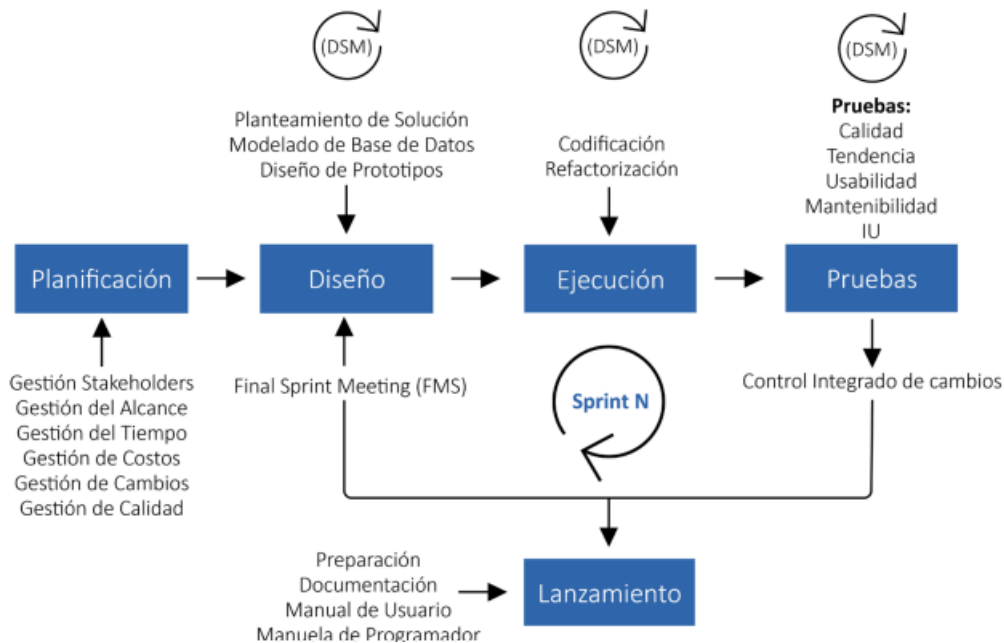 (DSM)
(DSM)
(DSM)
Planteamiento de Solución
Modelado de Base de Datos
Diseño de Prototipos
Codificación
Refactorización
Pruebas:
Calidad
Tendencia
Usabilidad
Mantenibilidad
IU
Planificación
Diseño
Ejecución
Pruebas
Gestión Stakeholders
Gestión del Alcance
Gestión del Tiempo
Gestión de Costos
Gestión de Cambios
Gestión de Calidad
Final Sprint Meeting (FMS)
Sprint N
Control Integrado de cambios
Preparación
Documentación
Manual de Usuario
Manuela de Programador
Lanzamiento